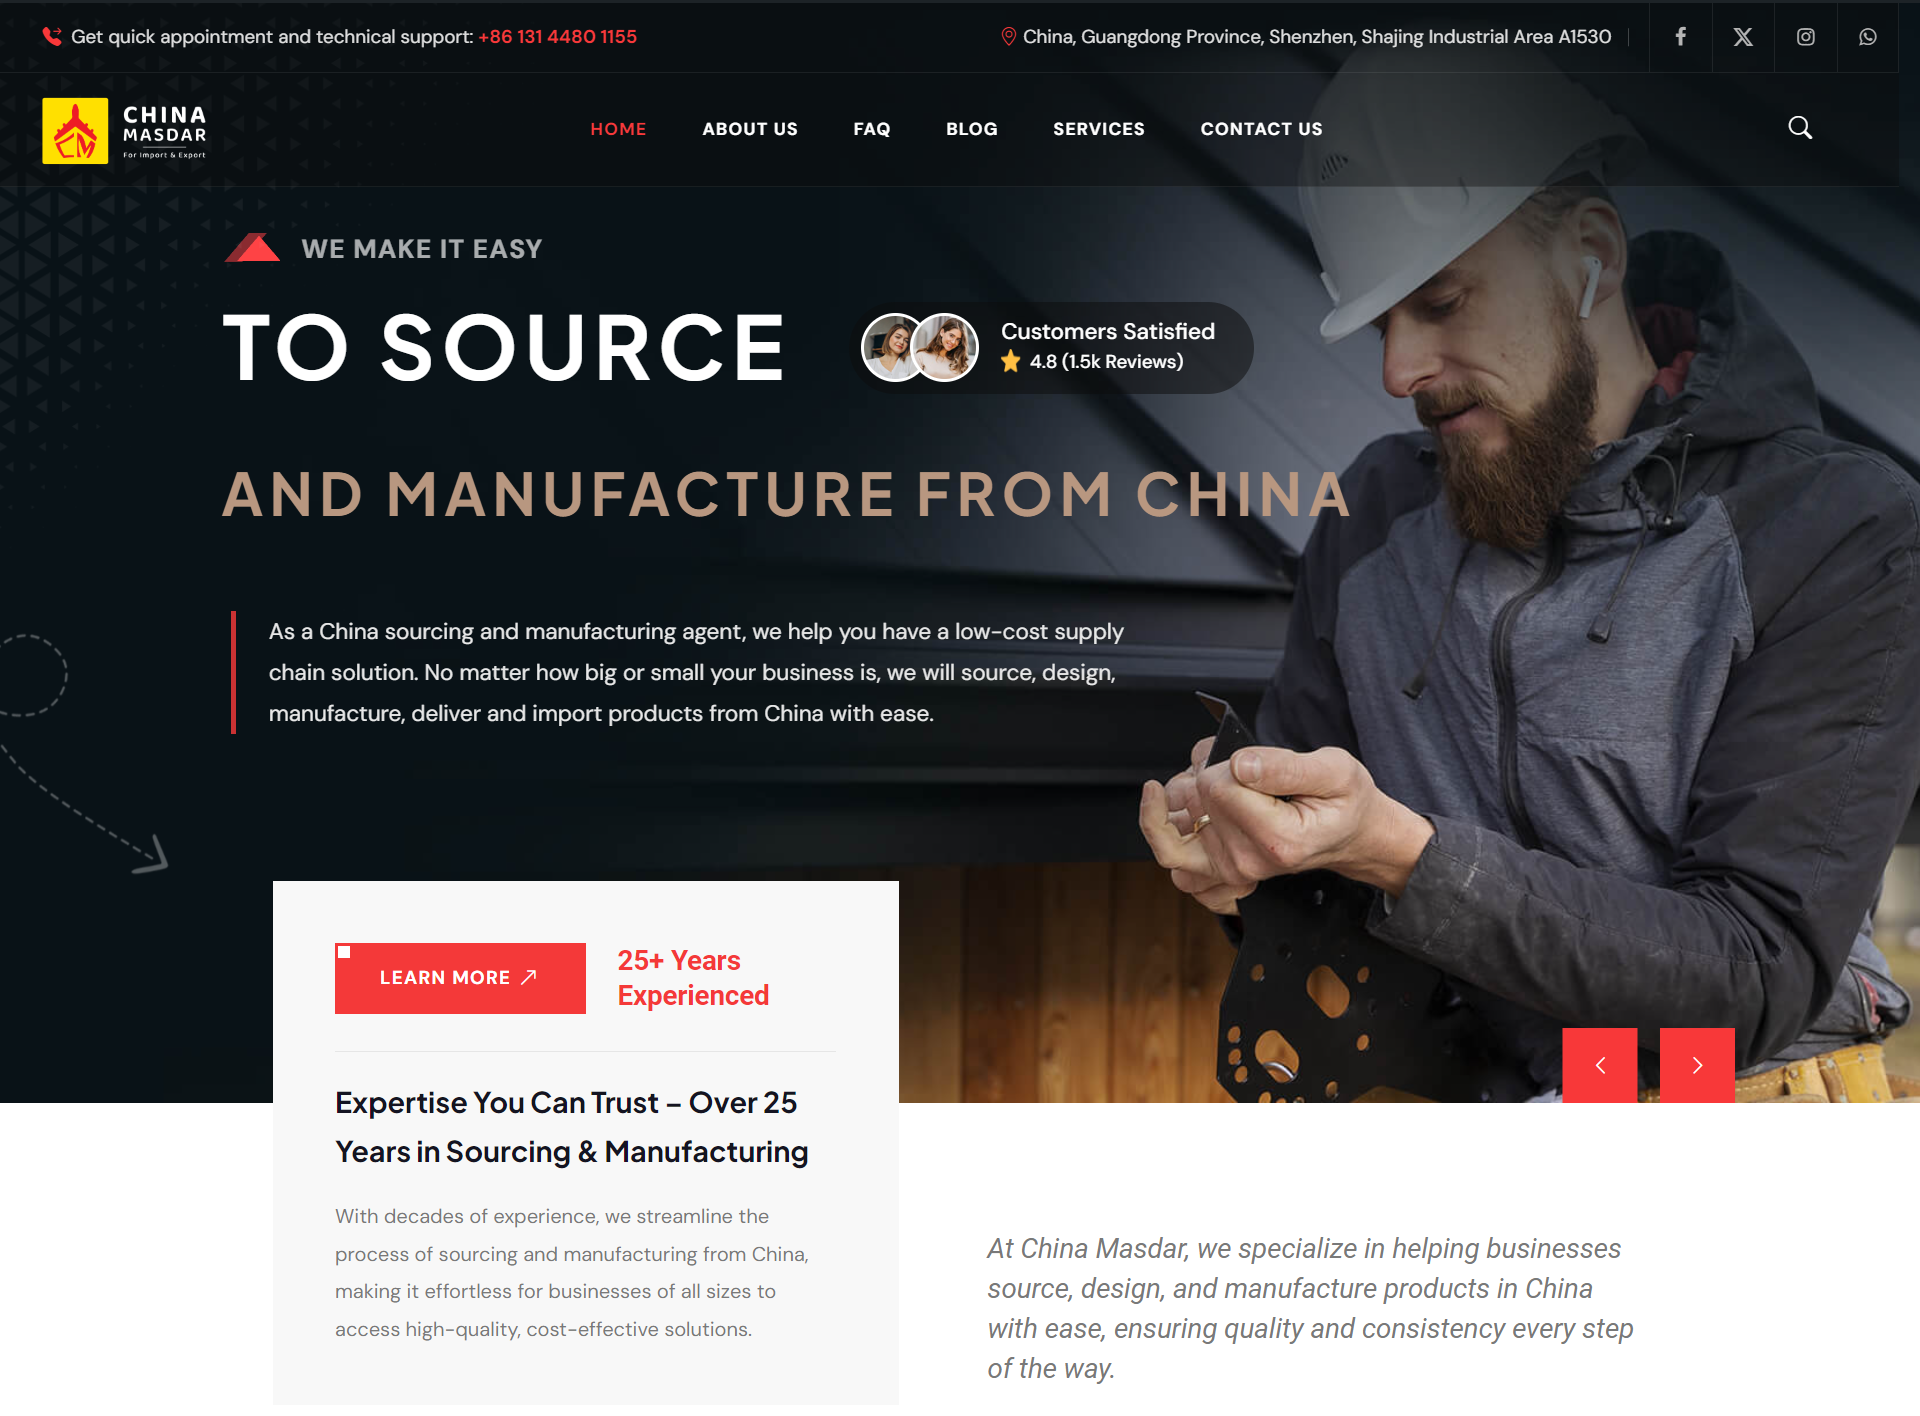 Get quick appointment and technical support: +86 131 4480 1155
China, Guangdong Province, Shenzhen, Shajing Industrial Area A1530
CHINA
MASDAR
For Import & Export
HOME
ABOUT US
FAQ
BLOG
SERVICES
CONTACT US
WE MAKE IT EASY
TO SOURCE
Customers Satisfied
4.8 (1.5k Reviews)
AND MANUFACTURE FROM CHINA
As a China sourcing and manufacturing agent, we help you have a low-cost supply
chain solution. No matter how big or small your business is, we will source, design,
manufacture, deliver and import products from China with ease.
LEARN MORE
25+ Years
Experienced
Expertise You Can Trust – Over 25
Years in Sourcing & Manufacturing
With decades of experience, we streamline the
process of sourcing and manufacturing from China,
making it effortless for businesses of all sizes to
access high-quality, cost-effective solutions.
At China Masdar, we specialize in helping businesses
source, design, and manufacture products in China
with ease, ensuring quality and consistency every step
of the way.